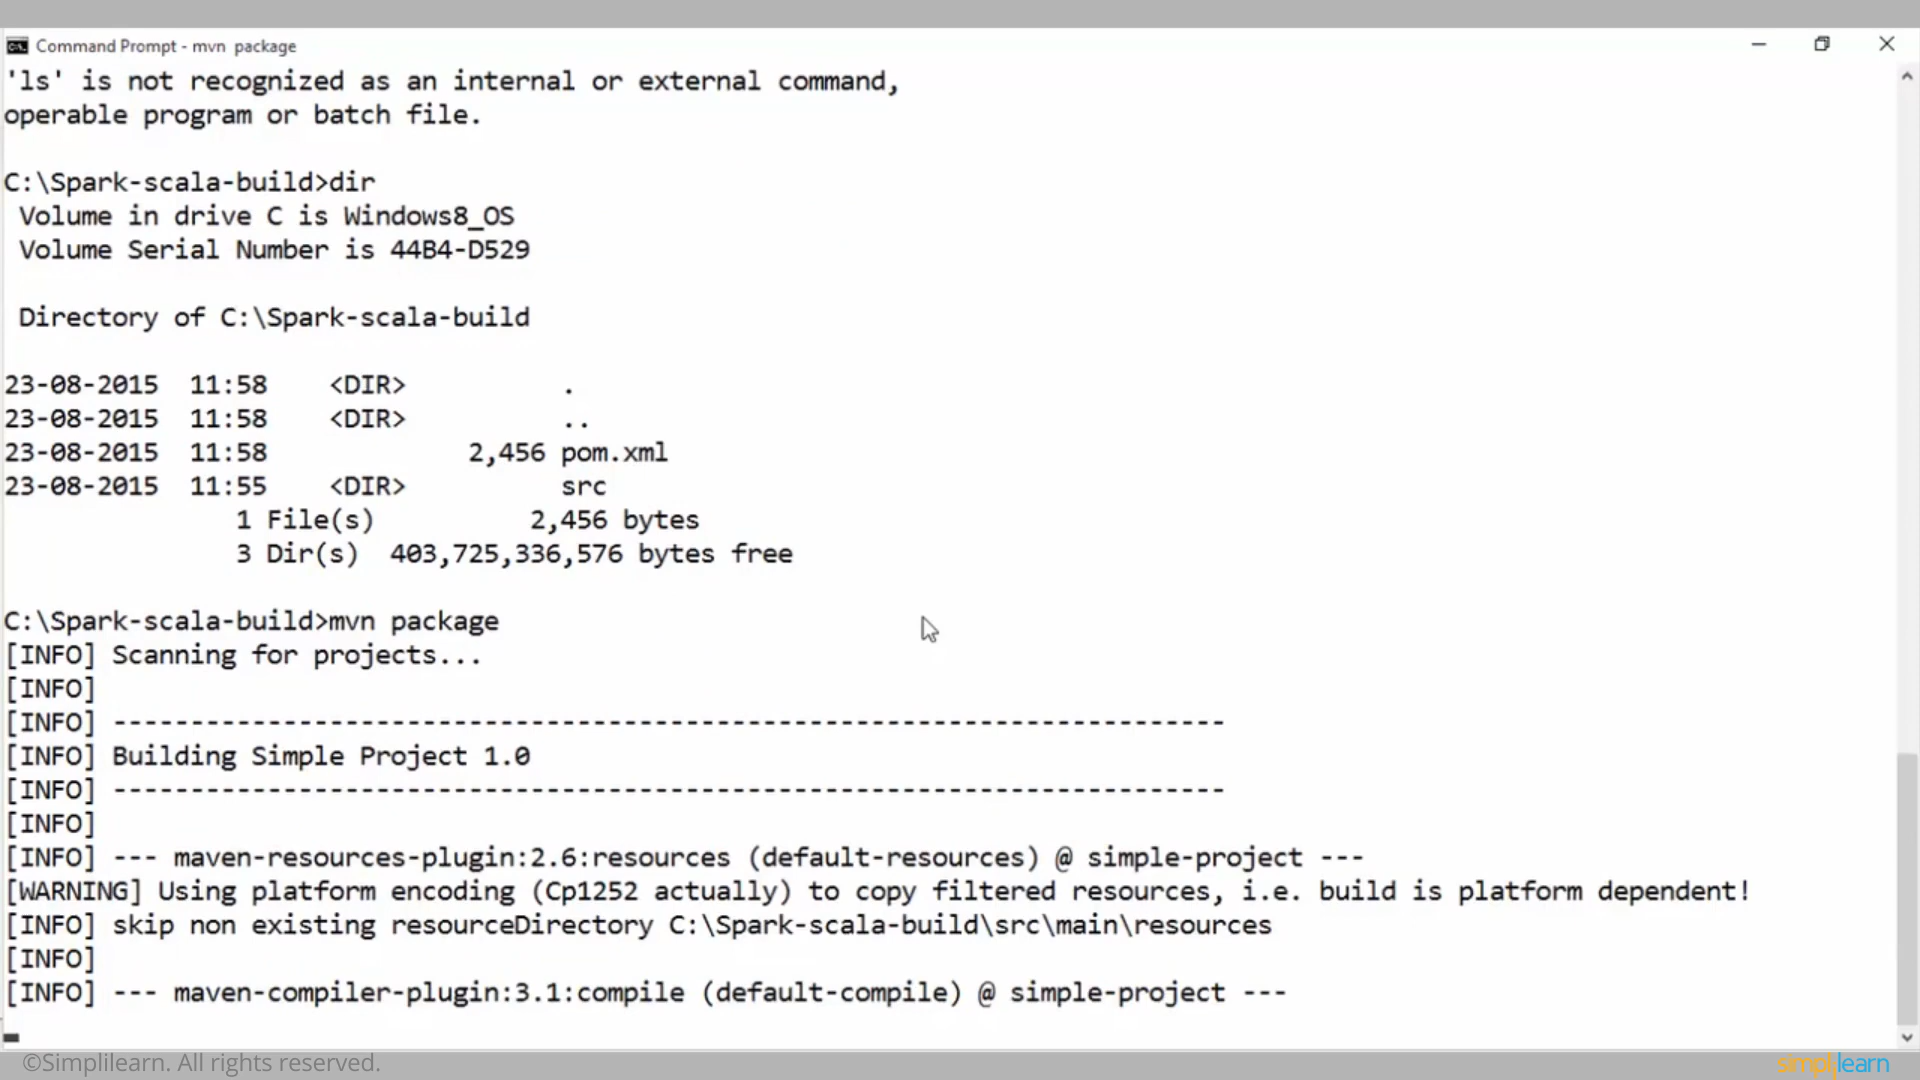 Command Prompt - mvn  package
'ls' is not recognized as an internal or external command,
operable program or batch file.
C:\Spark-scala-build>dir
 Volume in drive C is Windows8_OS
 Volume Serial Number is 44B4-D529
 Directory of C:\Spark-scala-build
23-08-2015  11:58    <DIR>          .
23-08-2015  11:58    <DIR>          ..
23-08-2015  11:58             2,456 pom.xml
23-08-2015  11:55    <DIR>          src
               1 File(s)          2,456 bytes
               3 Dir(s)  403,725,336,576 bytes free
C:\Spark-scala-build>mvn package
[INFO] Scanning for projects...
[INFO]
[INFO] ------------------------------------------------------------------------
[INFO] Building Simple Project 1.0
[INFO] ------------------------------------------------------------------------
[INFO]
[INFO] --- maven-resources-plugin:2.6:resources (default-resources) @ simple-project ---
[WARNING] Using platform encoding (Cp1252 actually) to copy filtered resources, i.e. build is platform dependent!
[INFO] skip non existing resourceDirectory C:\Spark-scala-build\src\main\resources
[INFO]
[INFO] --- maven-compiler-plugin:3.1:compile (default-compile) @ simple-project ---
©Simplilearn. All rights reserved.
simplilearn